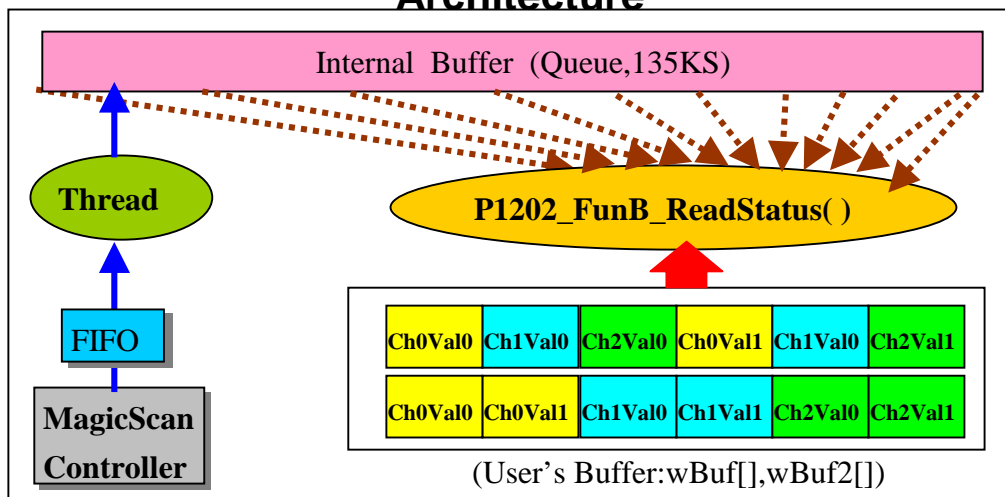 Architecture
Internal Buffer (Queue,135KS)
Thread
P1202_FunB_ReadStatus( )
FIFO
MagicScan
Controller
Ch0Val0 Ch1Val0 Ch2Val0 Ch0Val1 Ch1Val0 Ch2Val1
Ch0Val0 Ch0Val1 Ch1Val0 Ch1Val1 Ch2Val0 Ch2Val1
(User's Buffer:wBuf[],wBuf2[])